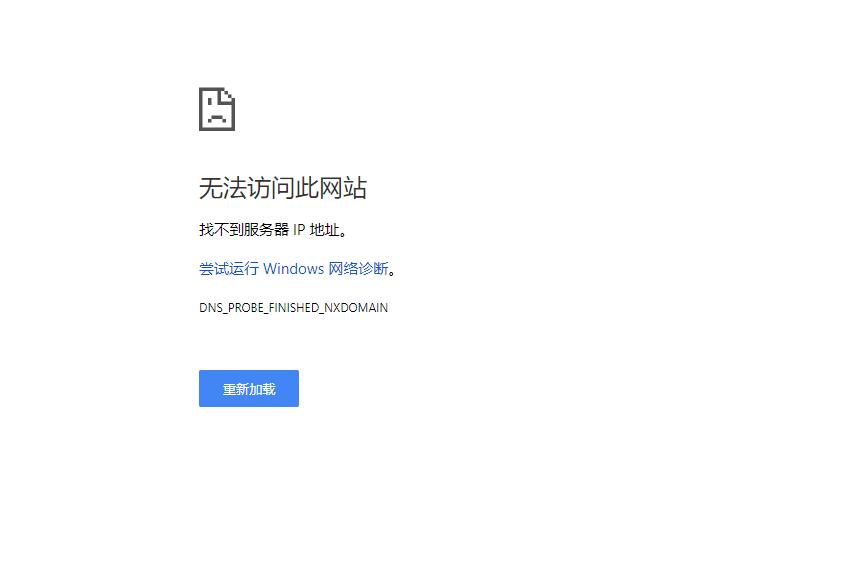 无法访问此网站
找不到服务器 IP 地址。
尝试运行 Windows 网络诊断。
DNS_PROBE_FINISHED_NXDOMAIN
重新加载